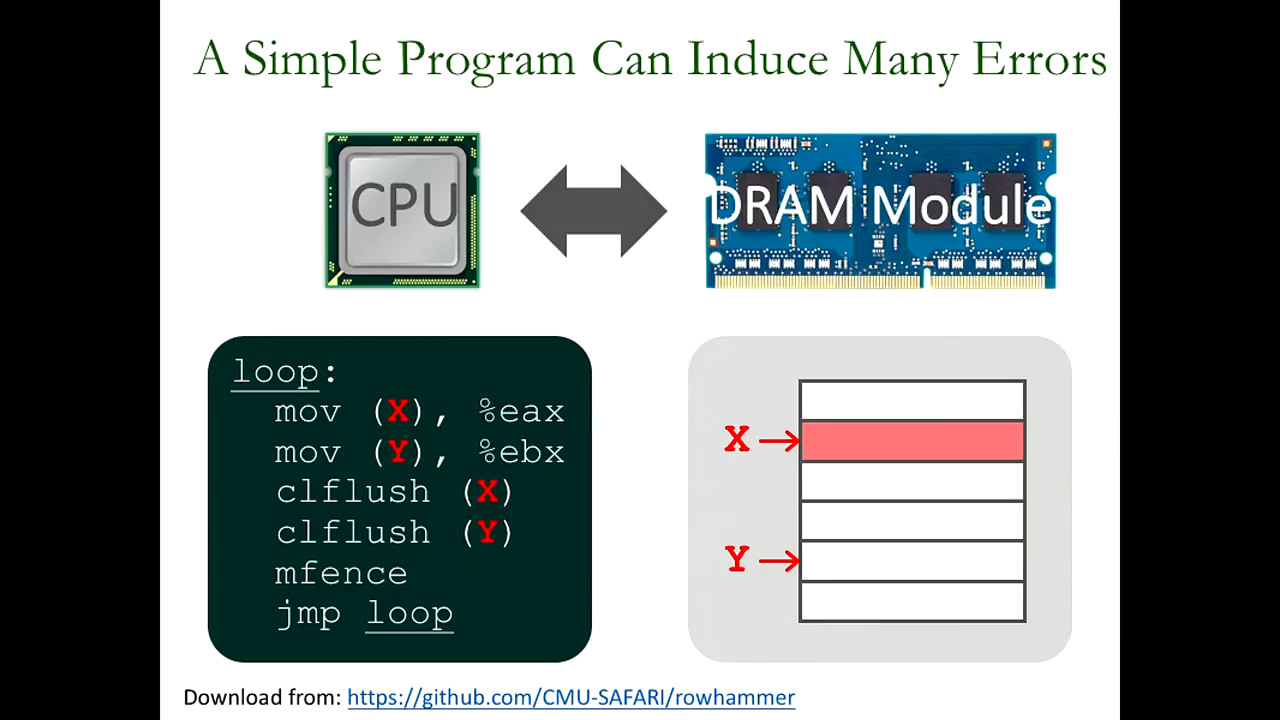 A Simple Program Can Induce Many Errors
CPU
DRAM Module
loop:
mov (X), %eax
mov (Y), %ebx
clflush (X)
clflush (Y)
mfence
jmp loop
X
Y
Download from: https://github.com/CMU-SAFARI/rowhammer